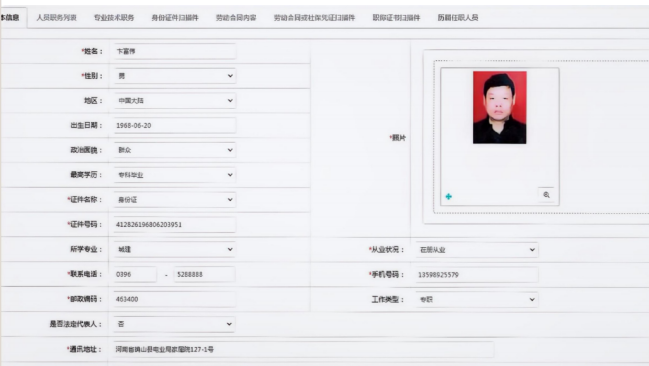 本信息 人员职务列表 专业技术职务 身份证件扫描件 劳动合同内容 劳动合同或社保凭证扫描件 职称证书扫描件 历届任职人员
*姓名： 卞富伟
*性别： 男
地区： 中国大陆
出生日期： 1968-06-20
*照片
政治面貌： 群众
最高学历： 专科毕业
*证件名称： 身份证
*证件号码： 412826196806203951
所学专业： 城建 *从业状况： 在册从业
*联系电话： 0396 - 5288888 *手机号码： 13598925579
*邮政编码： 463400 工作类型： 专职
是否法定代表人： 否
*通讯地址： 河南省确山县电业局家属院127-1号